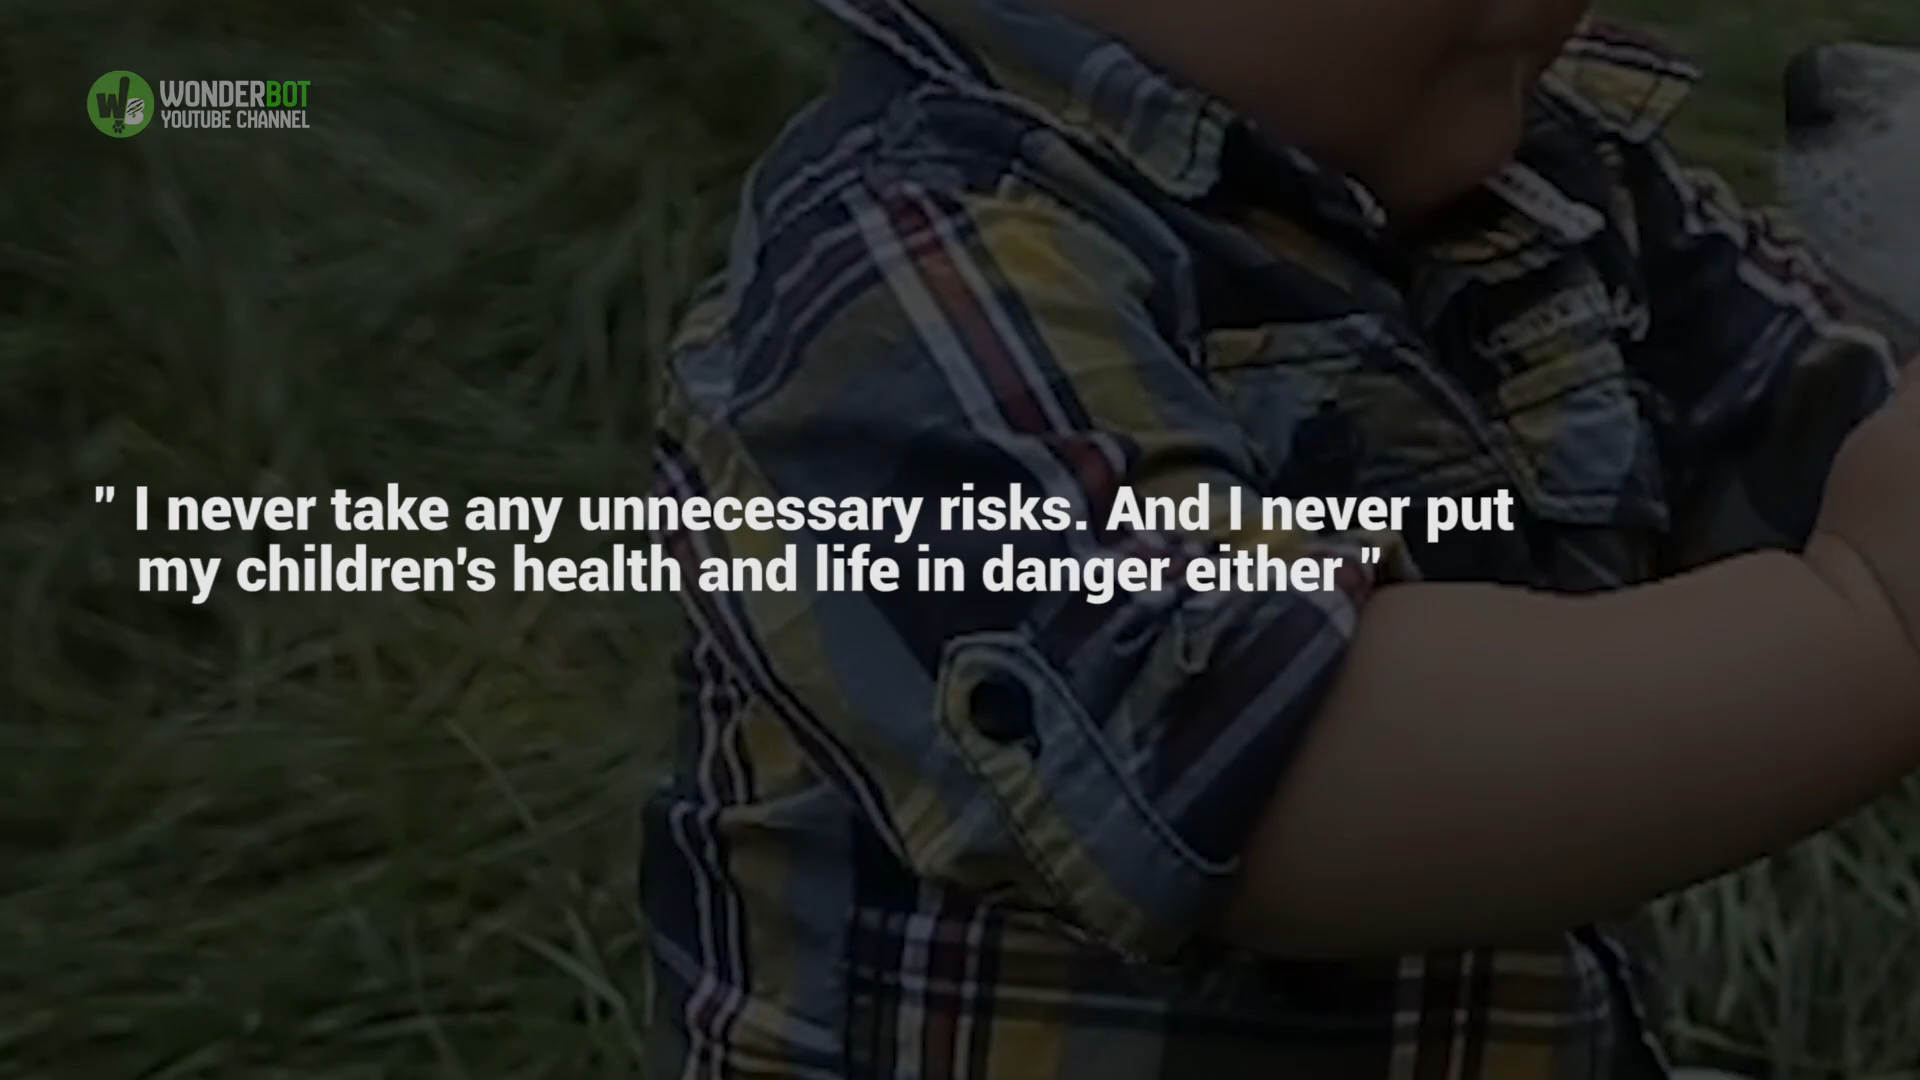 WONDERBOT
YOUTUBE CHANNEL
" I never take any unnecessary risks. And I never put
my children's health and life in danger either "